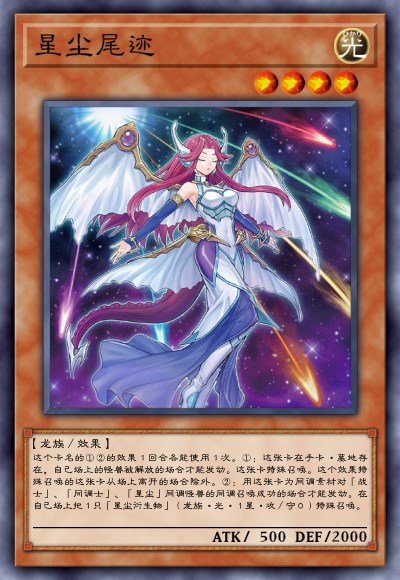 星尘尾迹
光
【龙族／效果】
这个卡名的①②的效果1回合各能使用1次。①：这张卡在手卡·墓地存
在，自己场上的怪兽被解放的场合才能发动。这张卡特殊召唤。这个效果特
殊召唤的这张卡从场上离开的场合除外。②：用这张卡为同调素材对「战
士」、「同调士」、「星尘」同调怪兽的同调召唤成功的场合才能发动。在
自己场上把1只「星尘衍生物」（龙族·光·1星·攻／守0）特殊召唤。
ATK/ 500 DEF/2000